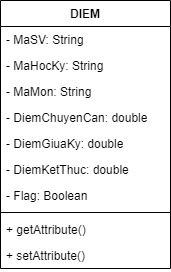 DIEM
- MaSV: String
- MaHocKy: String
- MaMon: String
- DiemChuyenCan: double
- DiemGiuaKy: double
- DiemKetThuc: double
- Flag: Boolean
+ getAttribute()
+ setAttribute()